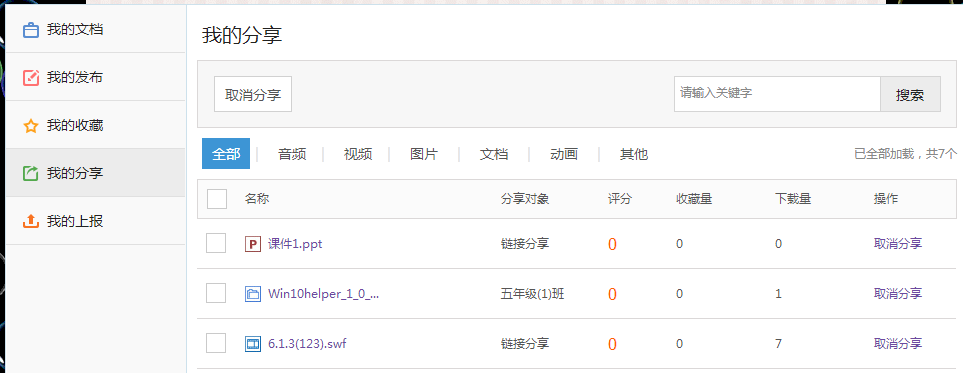 我的文档
我的发布
我的收藏
我的分享
我的上报
我的分享
取消分享
请输入关键字 搜索
全部 音频 视频 图片 文档 动画 其他 已全部加载，共7个
名称 分享对象 评分 收藏量 下载量 操作
P 课件1.ppt 链接分享 0 0 0 取消分享
Win10helper_1_0_... 五年级(1)班 0 0 1 取消分享
6.1.3(123).swf 链接分享 0 0 7 取消分享